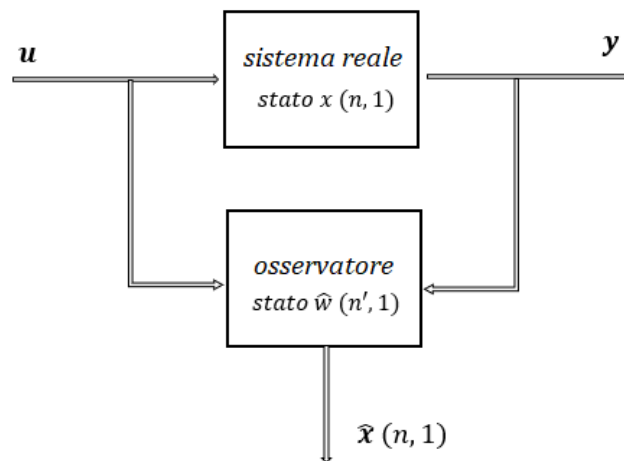 u
y
sistema reale
stato x (n, 1)
osservatore
stato ŵ (n′, 1)
x̂ (n, 1)